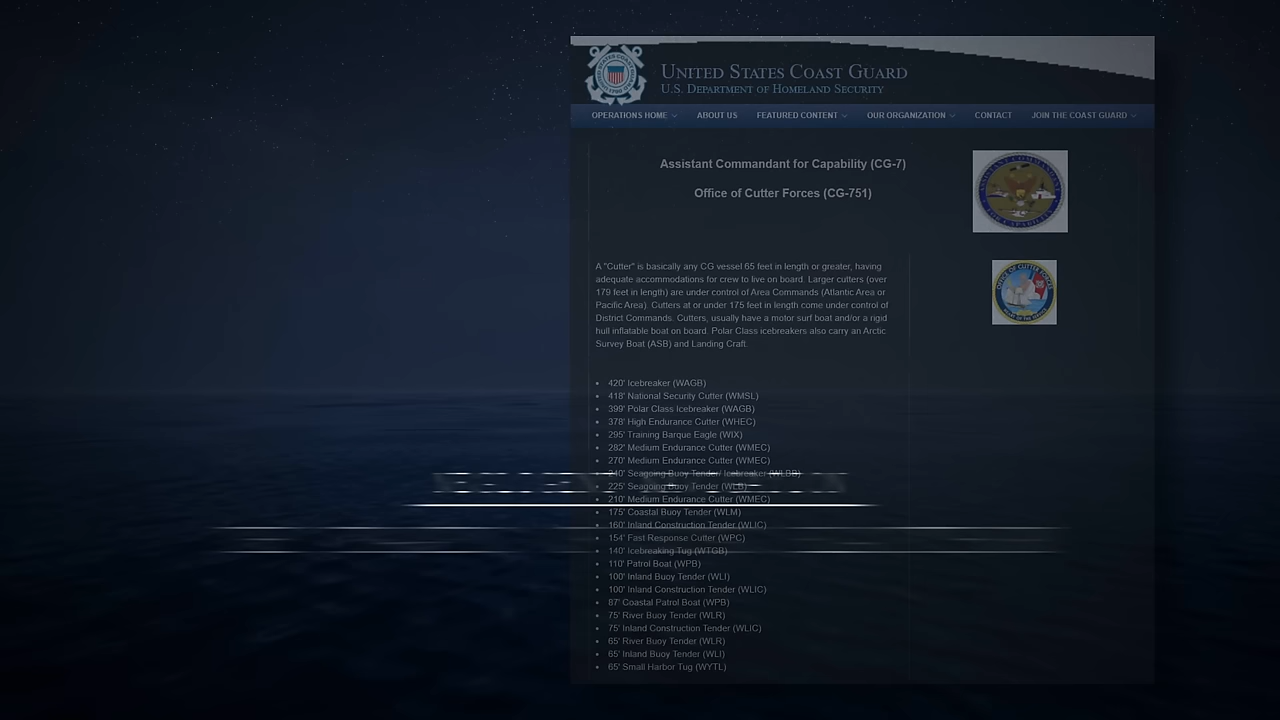 UNITED STATES COAST GUARD
U.S. DEPARTMENT OF HOMELAND SECURITY
OPERATIONS HOME ABOUT US FEATURED CONTENT OUR ORGANIZATION CONTACT JOIN THE COAST GUARD
Assistant Commandant for Capability (CG-7)
Office of Cutter Forces (CG-751)
A "Cutter" is basically any CG vessel 65 feet in length or greater, having
adequate accommodations for crew to live on board. Larger cutters (over
179 feet in length) are under control of Area Commands (Atlantic Area or
Pacific Area). Cutters at or under 175 feet in length come under control of
District Commands. Cutters, usually have a motor surf boat and/or a rigid
hull inflatable boat on board. Polar Class icebreakers also carry an Arctic
Survey Boat (ASB) and Landing Craft.
420' Icebreaker (WAGB)
418' National Security Cutter (WMSL)
399' Polar Class Icebreaker (WAGB)
378' High Endurance Cutter (WHEC)
295' Training Barque Eagle (WIX)
282' Medium Endurance Cutter (WMEC)
270' Medium Endurance Cutter (WMEC)
240' Seagoing Buoy Tender/ Icebreaker (WLBB)
225' Seagoing Buoy Tender (WLB)
210' Medium Endurance Cutter (WMEC)
175' Coastal Buoy Tender (WLM)
160' Inland Construction Tender (WLIC)
154' Fast Response Cutter (WPC)
140' Icebreaking Tug (WTGB)
110' Patrol Boat (WPB)
100' Inland Buoy Tender (WLI)
100' Inland Construction Tender (WLIC)
87' Coastal Patrol Boat (WPB)
75' River Buoy Tender (WLR)
75' Inland Construction Tender (WLIC)
65' River Buoy Tender (WLR)
65' Inland Buoy Tender (WLI)
65' Small Harbor Tug (WYTL)